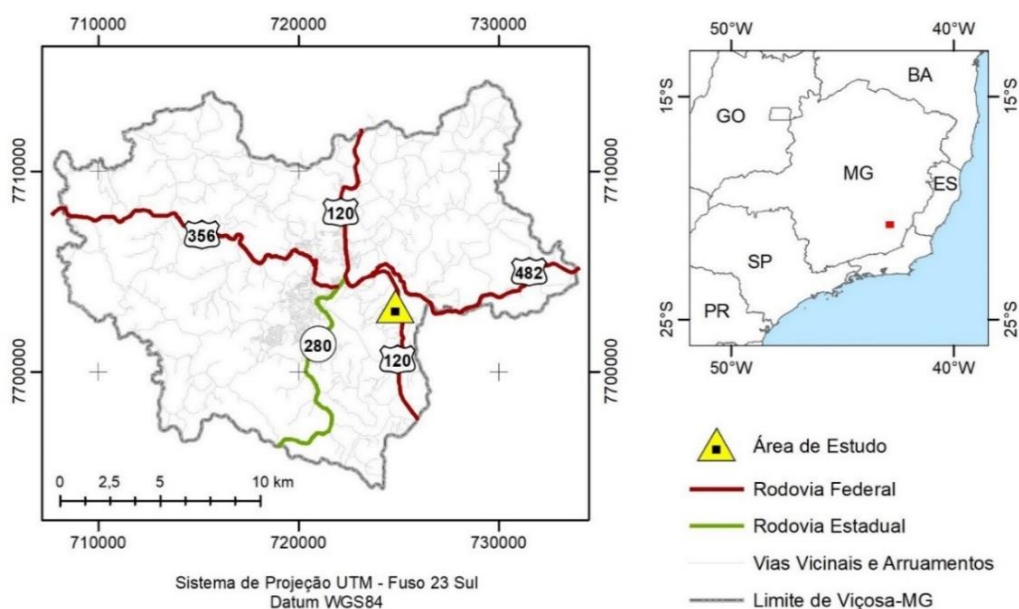 710000 720000 730000
7710000 7710000
7700000 7700000
120
356
482
280
120
0 2,5 5 10 km
710000 720000 730000
Sistema de Projeção UTM - Fuso 23 Sul
Datum WGS84
50°W 40°W
15°S 15°S
BA
GO
MG
ES
SP
PR
25°S 25°S
50°W 40°W
Área de Estudo
Rodovia Federal
Rodovia Estadual
Vias Vicinais e Arruamentos
Limite de Viçosa-MG